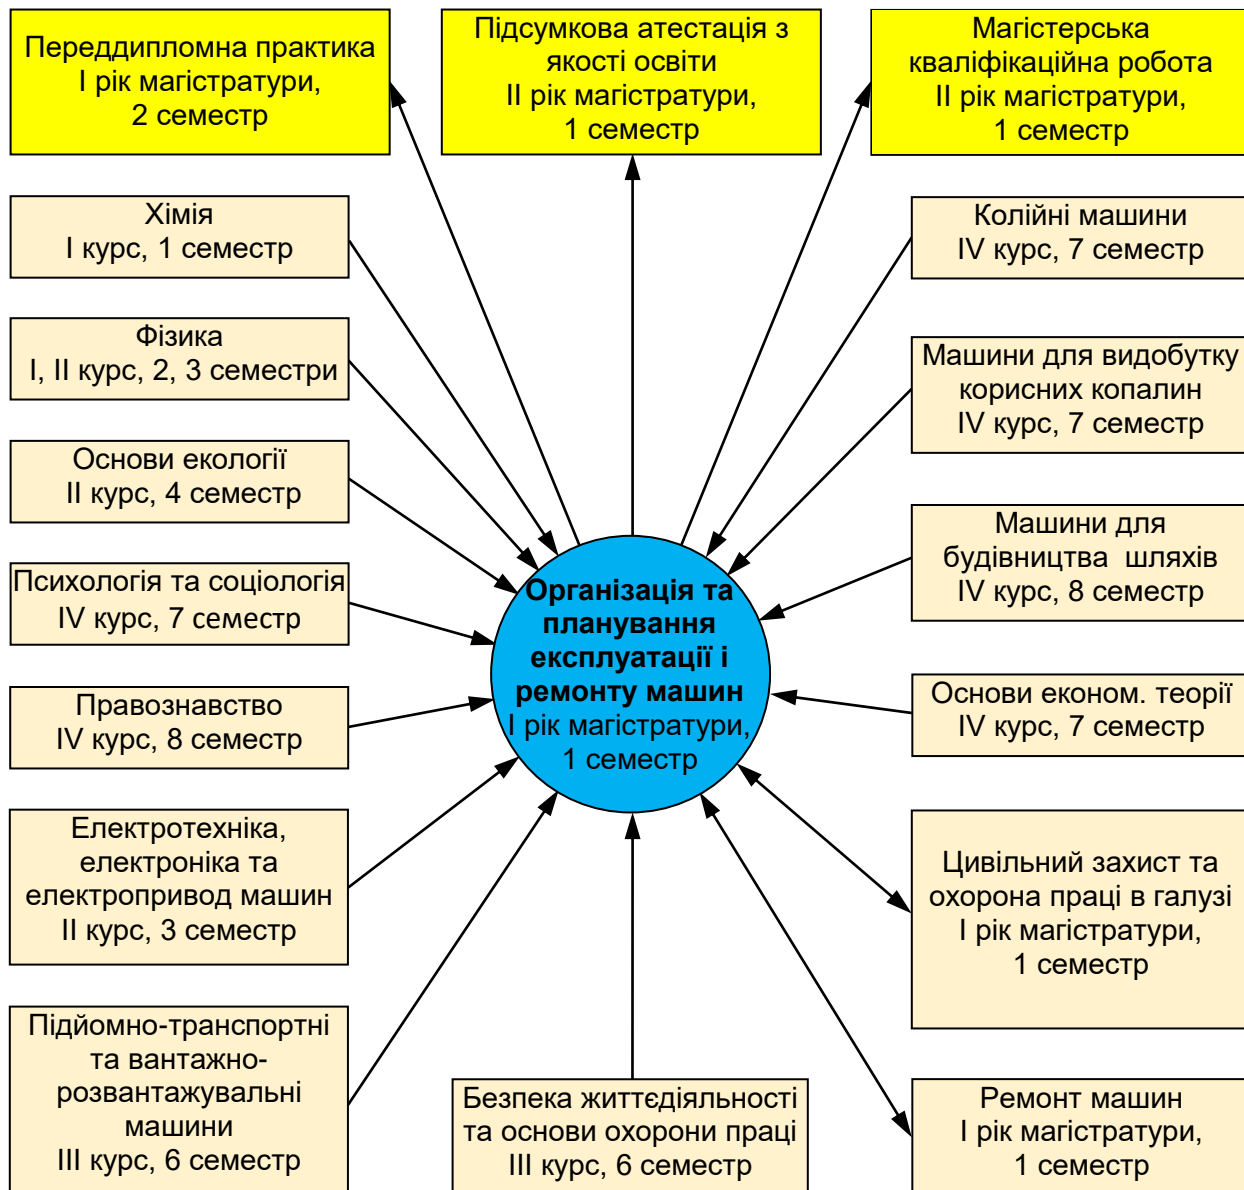 Переддипломна практика
I рік магістратури,
2 семестр
Підсумкова атестація з
якості освіти
II рік магістратури,
1 семестр
Магістерська
кваліфікаційна робота
II рік магістратури,
1 семестр
Хімія
I курс, 1 семестр
Фізика
I, II курс, 2, 3 семестри
Основи екології
II курс, 4 семестр
Психологія та соціологія
IV курс, 7 семестр
Правознавство
IV курс, 8 семестр
Електротехніка,
електроніка та
електропривод машин
II курс, 3 семестр
Підйомно-транспортні
та вантажно-
розвантажувальні
машини
III курс, 6 семестр
Організація та
планування
експлуатації і
ремонту машин
I рік магістратури,
1 семестр
Безпека життєдіяльності
та основи охорони праці
III курс, 6 семестр
Колійні машини
IV курс, 7 семестр
Машини для видобутку
корисних копалин
IV курс, 7 семестр
Машини для
будівництва шляхів
IV курс, 8 семестр
Основи економ. теорії
IV курс, 7 семестр
Цивільний захист та
охорона праці в галузі
I рік магістратури,
1 семестр
Ремонт машин
I рік магістратури,
1 семестр